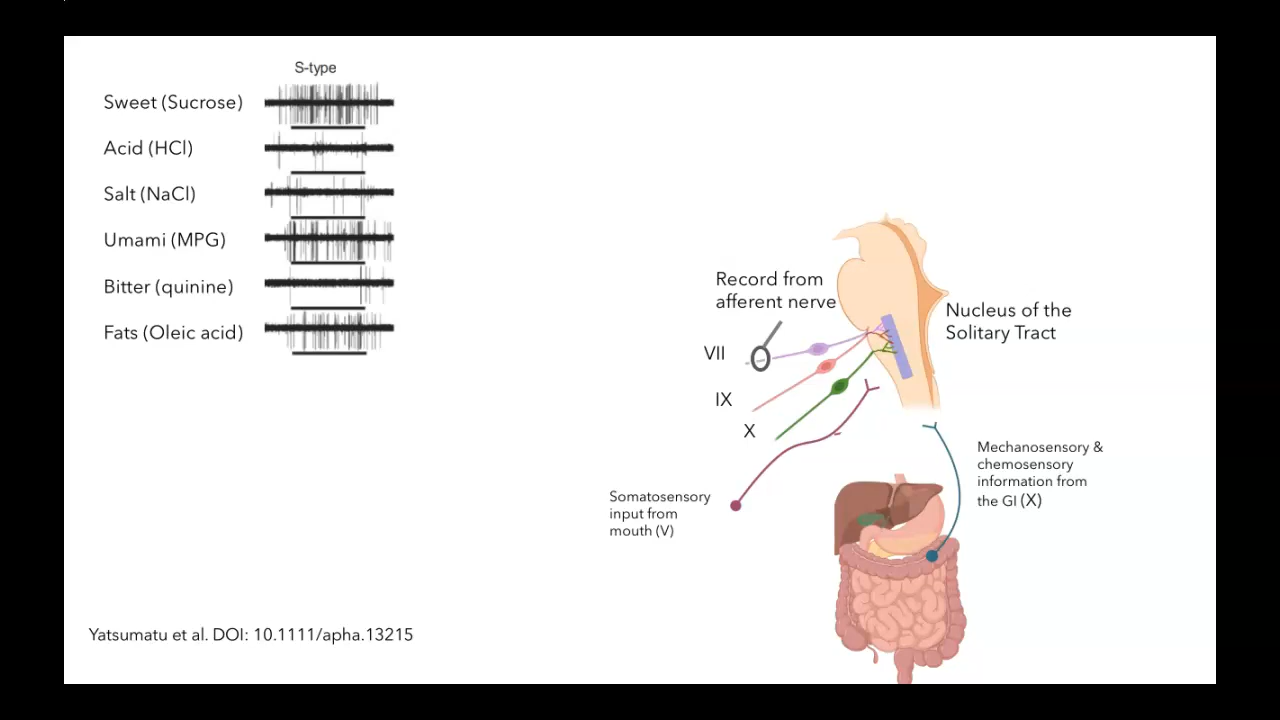 S-type
Sweet (Sucrose)
Acid (HCl)
Salt (NaCl)
Umami (MPG)
Bitter (quinine)
Fats (Oleic acid)
Record from
afferent nerve
VII
IX
X
Nucleus of the
Solitary Tract
Mechanosensory &
chemosensory
information from
the GI (X)
Somatosensory
input from
mouth (V)
Yatsumatu et al. DOI: 10.1111/apha.13215